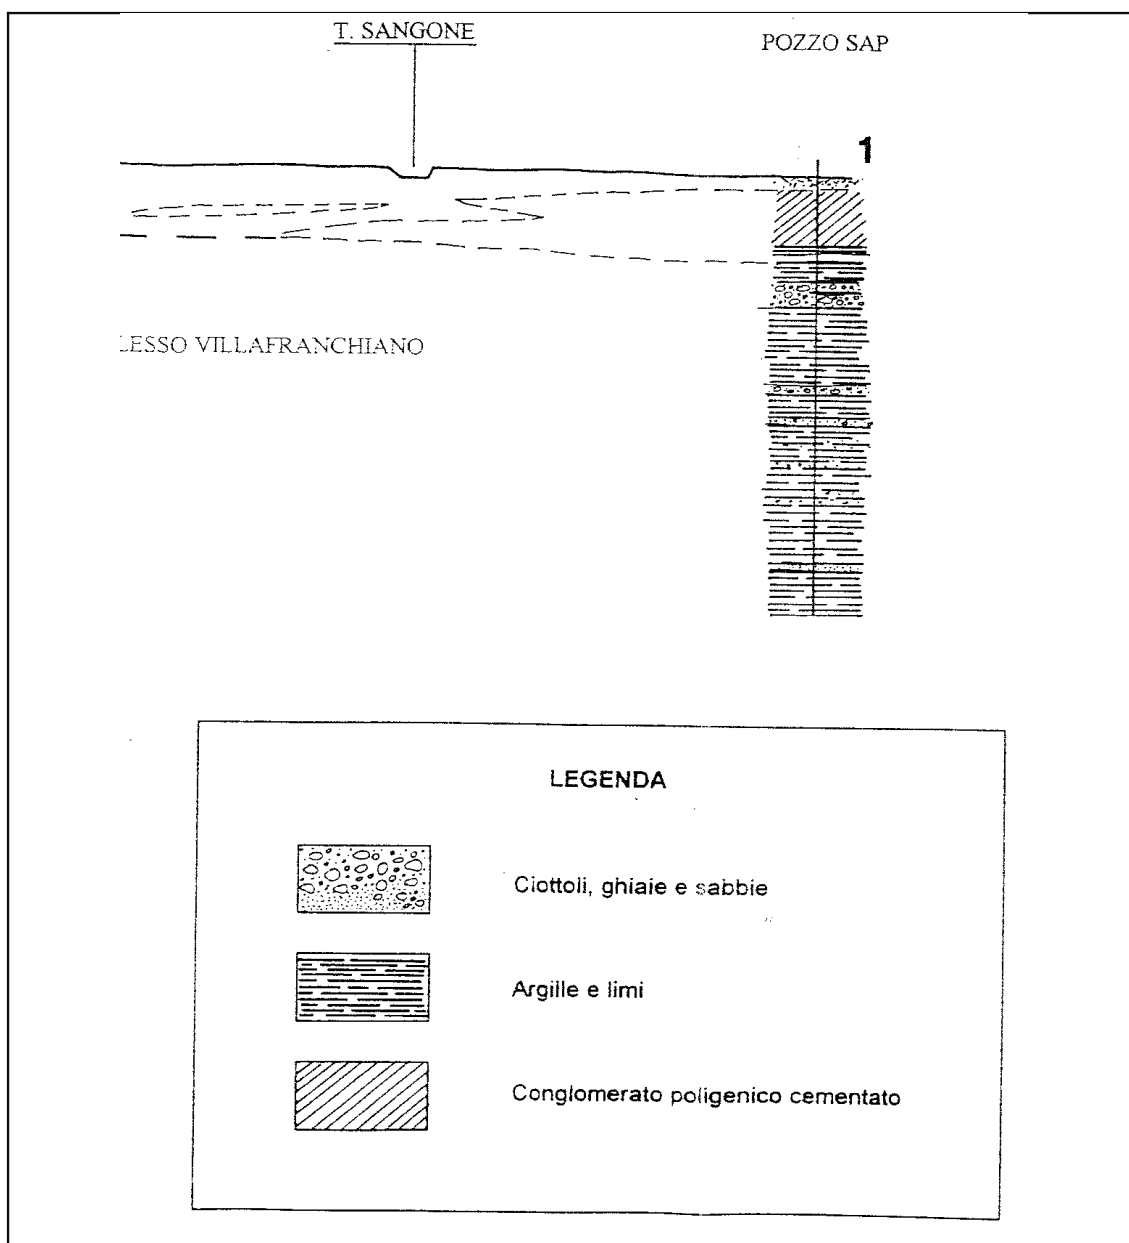 T. SANGONE
POZZO SAP
1
LESSO VILLAFRANCHIANO
LEGENDA
Ciottoli, ghiaie e sabbie
Argille e limi
Conglomerato poligenico cementato